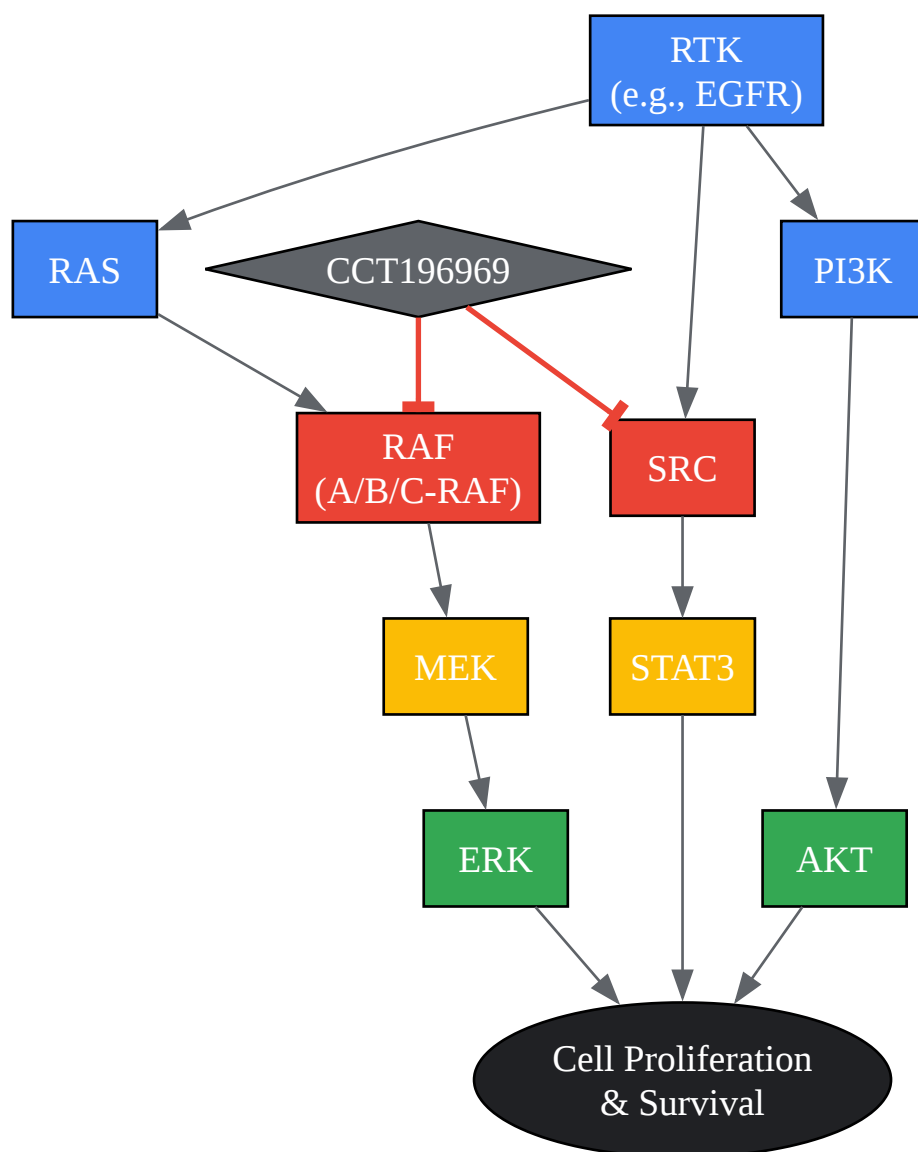 RTK
(e.g., EGFR)
RAS
CCT196969
PI3K
RAF
(A/B/C-RAF)
SRC
MEK
STAT3
ERK
AKT
Cell Proliferation
& Survival